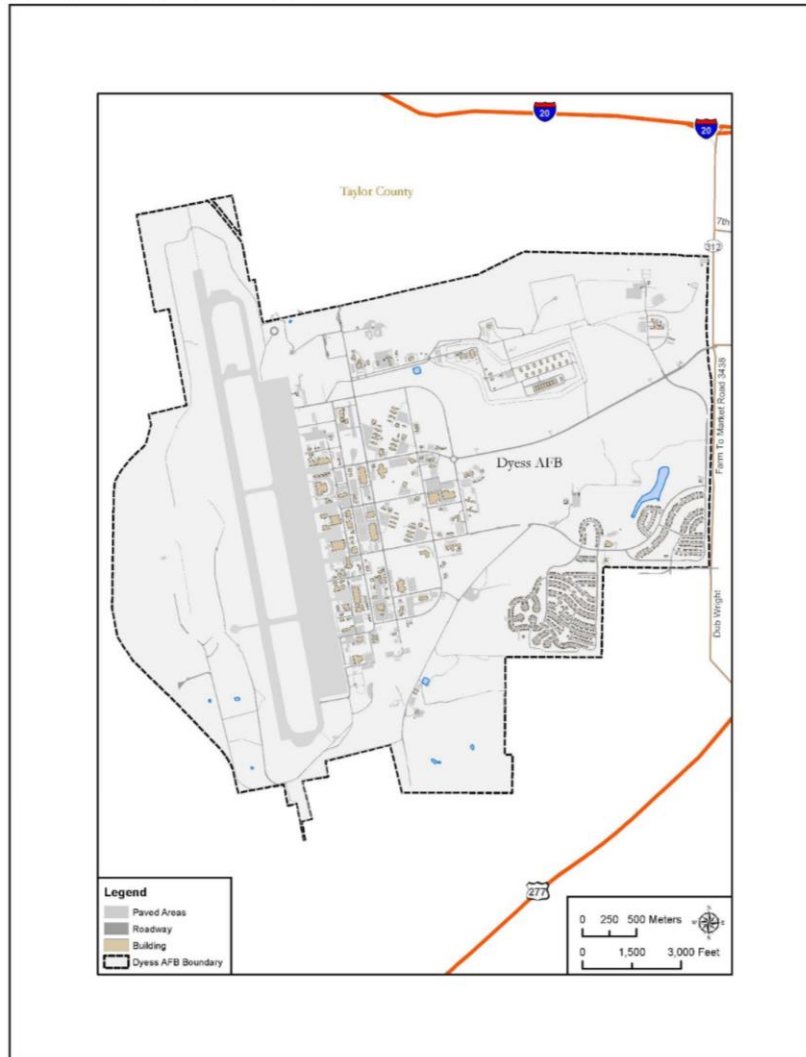 20
20
Taylor County
7th
312
Farm To Market Road 3438
Dyess AFB
Dub Wright
277
Legend
Paved Areas
Roadway
Building
Dyess AFB Boundary
0 250 500 Meters
0 1,500 3,000 Feet
N
W E
S